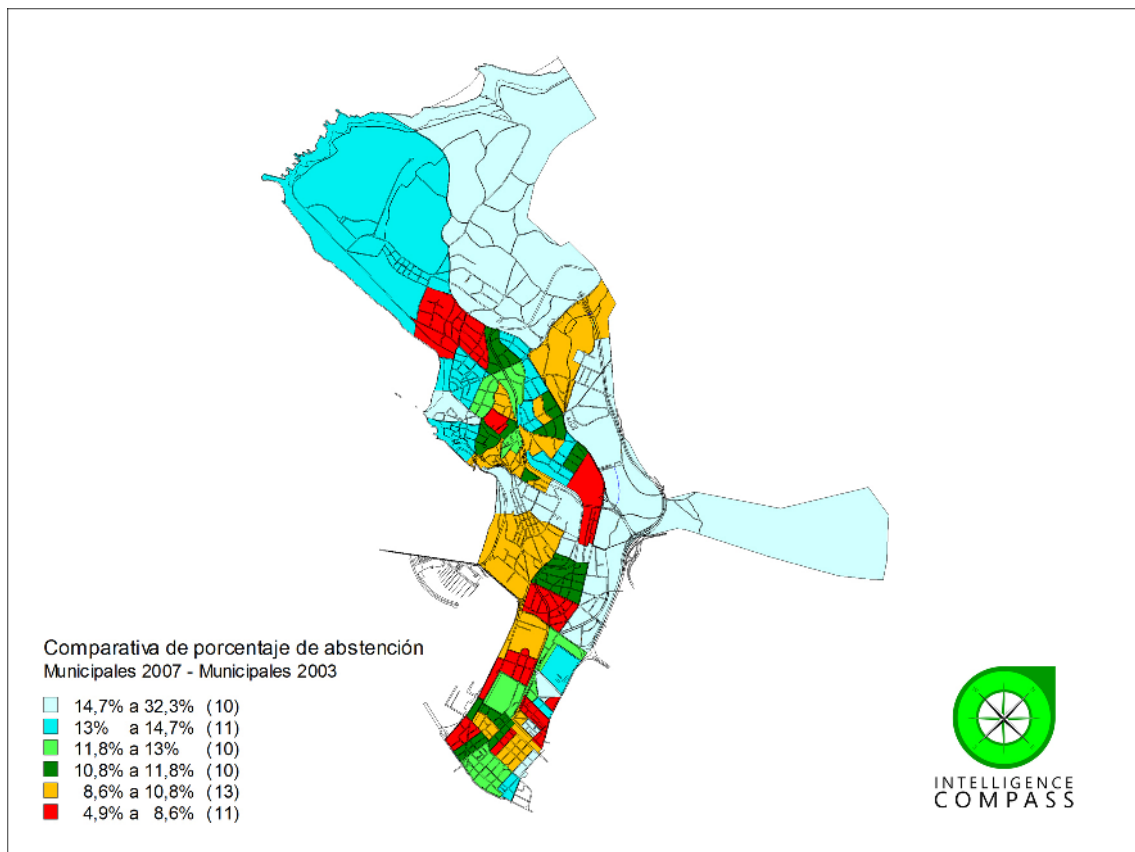 Comparativa de porcentaje de abstención
Municipales 2007 - Municipales 2003
14,7% a 32,3% (10)
13% a 14,7% (11)
11,8% a 13% (10)
10,8% a 11,8% (10)
8,6% a 10,8% (13)
4,9% a 8,6% (11)
INTELLIGENCE
COMPASS